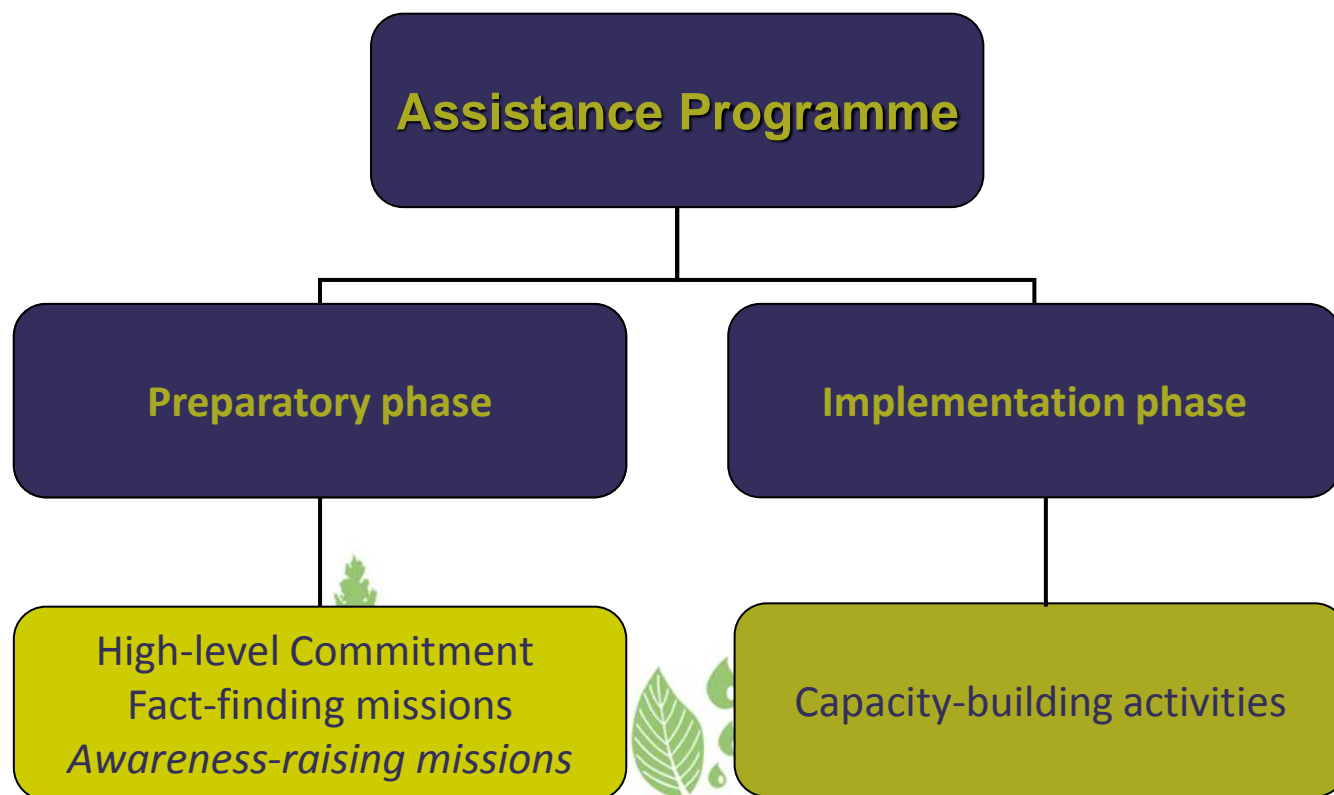 Assistance Programme
Preparatory phase
Implementation phase
High-level Commitment
Fact-finding missions
Awareness-raising missions
Capacity-building activities